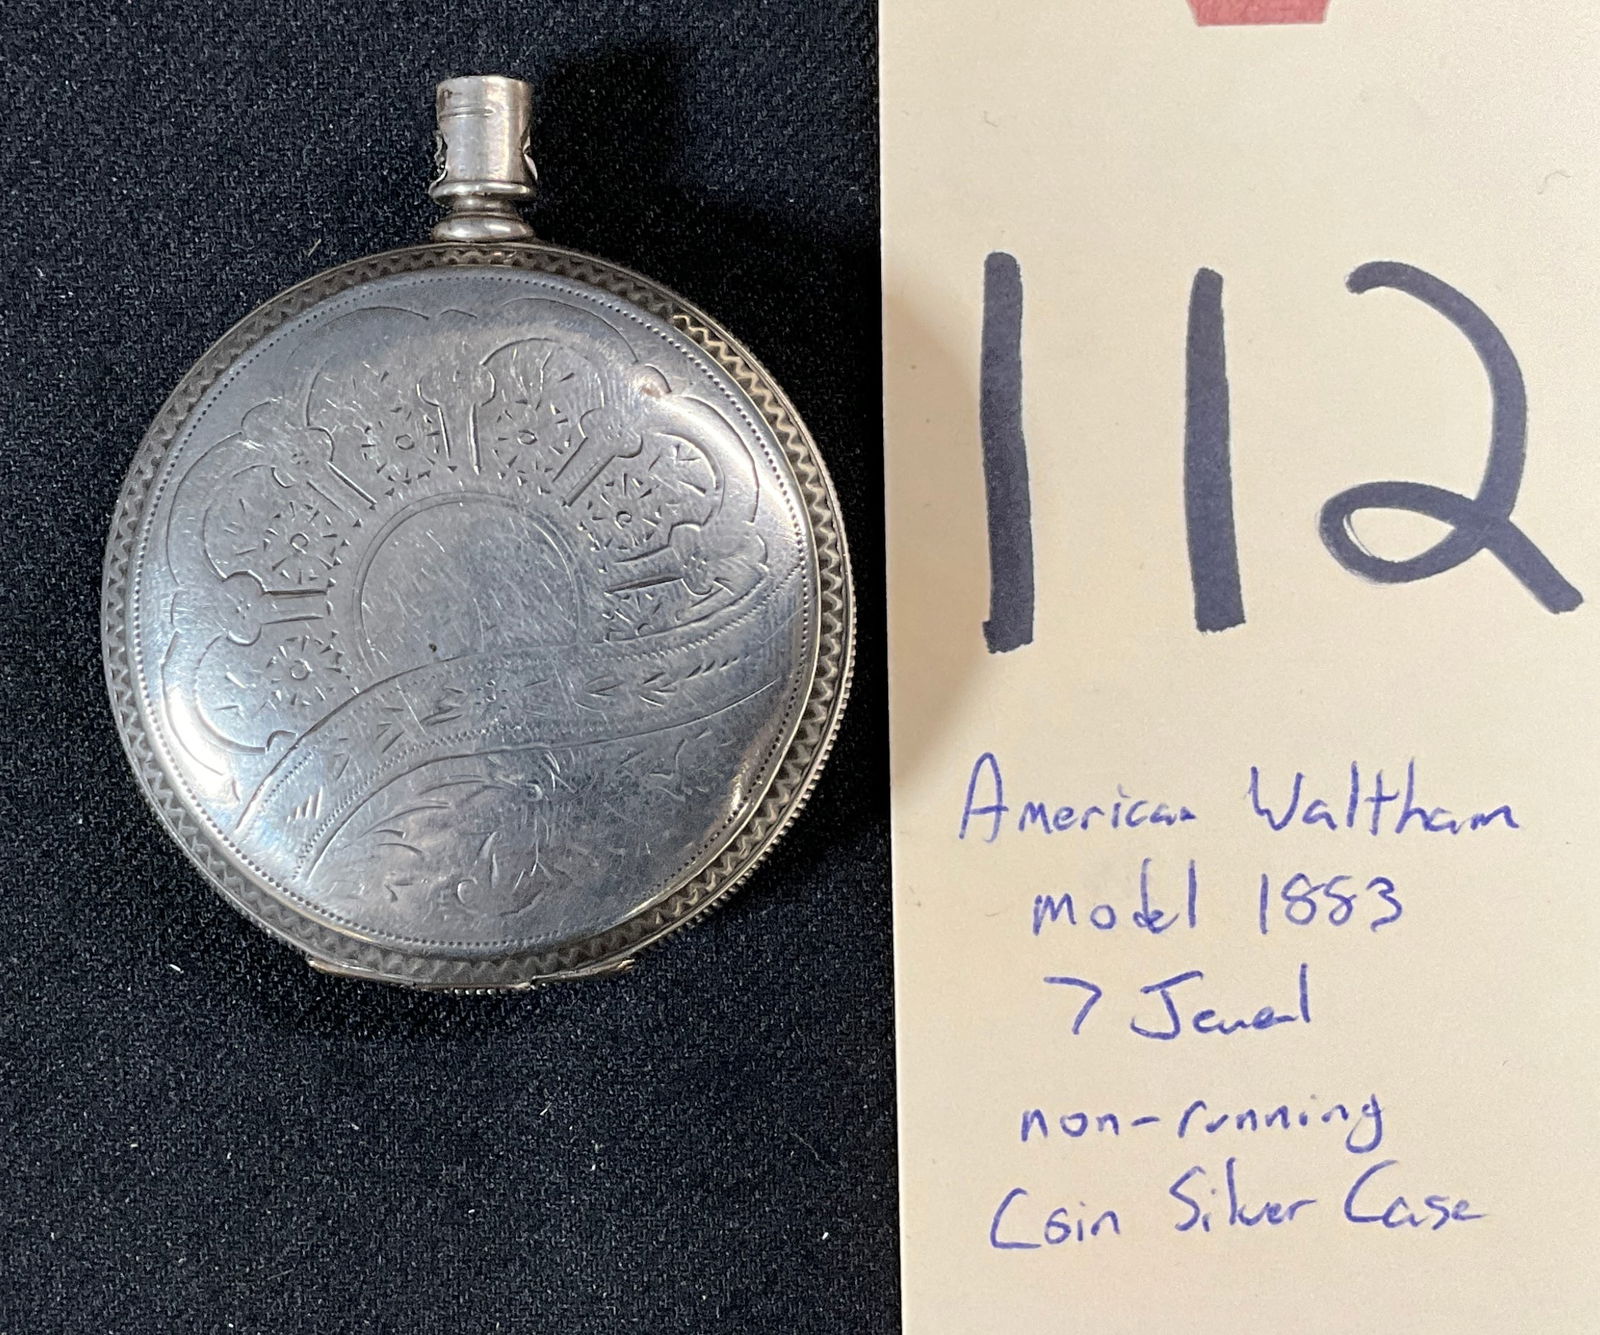 112
American Waltham
model 1883
7 Jewel
non-running
Coin Silver Case